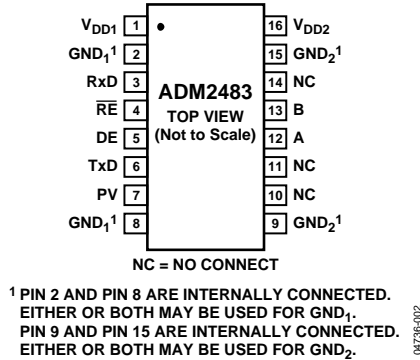 VDD1 1 16 VDD2
GND1¹ 2 15 GND2¹
RxD 3 14 NC
ADM2483
R̅E̅ 4 13 B
TOP VIEW
DE 5 12 A
(Not to Scale)
TxD 6 11 NC
PV 7 10 NC
GND1¹ 8 9 GND2¹
NC = NO CONNECT
¹ PIN 2 AND PIN 8 ARE INTERNALLY CONNECTED.
EITHER OR BOTH MAY BE USED FOR GND1.
PIN 9 AND PIN 15 ARE INTERNALLY CONNECTED.
EITHER OR BOTH MAY BE USED FOR GND2.
04736-002